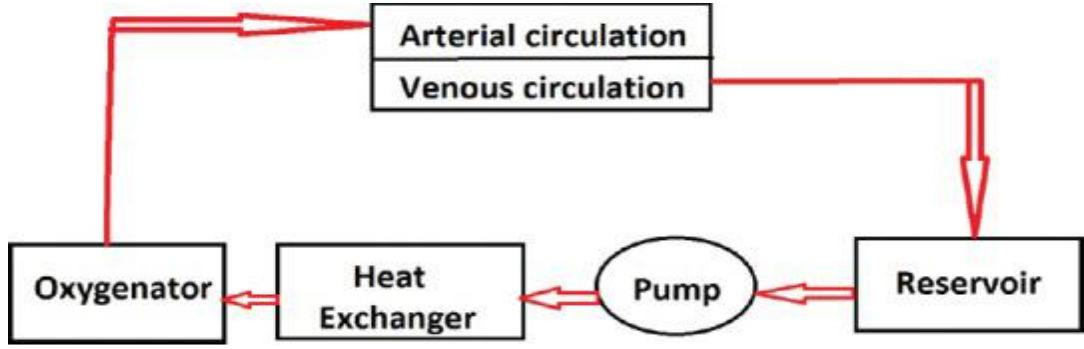 Arterial circulation
Venous circulation
Oxygenator
Heat
Exchanger
Pump
Reservoir